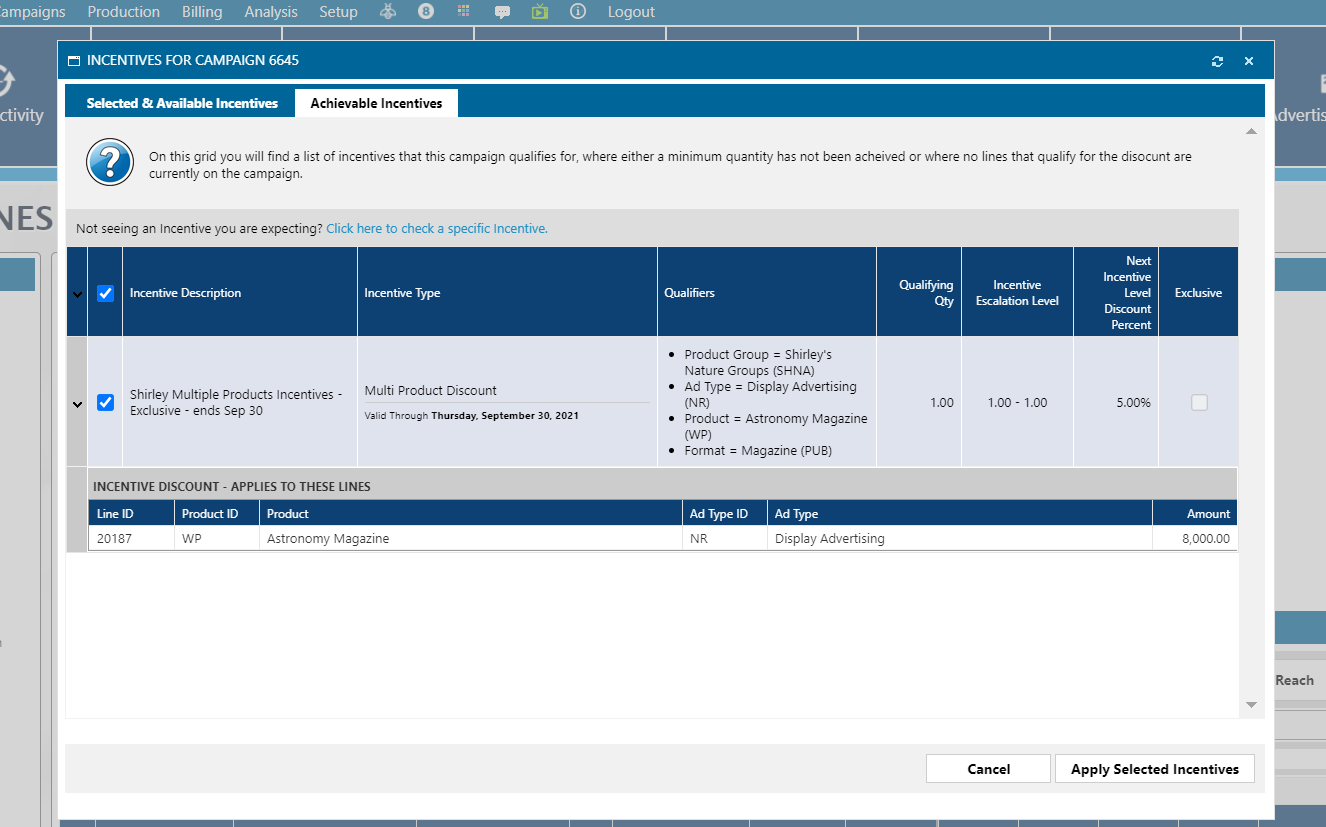 ampaigns Production Billing Analysis Setup 8 Logout
INCENTIVES FOR CAMPAIGN 6645
ctivity
dvertis
Selected & Available Incentives Achievable Incentives
On this grid you will find a list of incentives that this campaign qualifies for, where either a minimum quantity has not been acheived or where no lines that qualify for the disocunt are
currently on the campaign.
NES
Not seeing an Incentive you are expecting? Click here to check a specific Incentive.
Incentive Description
Incentive Type
Qualifiers
Qualifying
Qty
Incentive
Escalation Level
Next
Incentive
Level
Discount
Percent
Exclusive
Shirley Multiple Products Incentives -
Exclusive - ends Sep 30
Multi Product Discount
Valid Through Thursday, September 30, 2021
• Product Group = Shirley's
Nature Groups (SHNA)
• Ad Type = Display Advertising
(NR)
• Product = Astronomy Magazine
(WP)
• Format = Magazine (PUB)
1.00
1.00 - 1.00
5.00%
INCENTIVE DISCOUNT - APPLIES TO THESE LINES
Line ID Product ID Product Ad Type ID Ad Type Amount
20187 WP Astronomy Magazine NR Display Advertising 8,000.00
Reach
Cancel Apply Selected Incentives